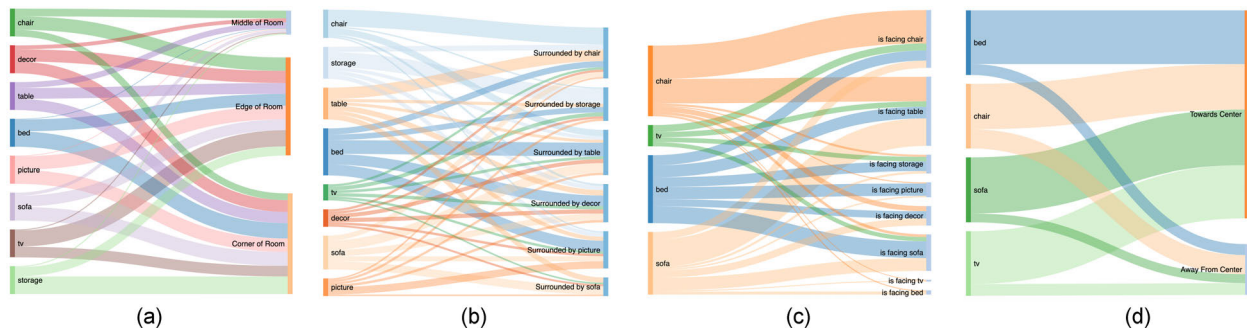 chair
decor
table
bed
picture
sofa
tv
storage
Middle of Room
Edge of Room
Corner of Room
(a)
chair
storage
table
bed
tv
decor
sofa
picture
Surrounded by chair
Surrounded by storage
Surrounded by table
Surrounded by decor
Surrounded by picture
Surrounded by sofa
(b)
chair
tv
bed
sofa
is facing chair
is facing table
is facing storage
is facing picture
is facing decor
is facing sofa
is facing tv
is facing bed
(c)
bed
chair
sofa
tv
Towards Center
Away From Center
(d)